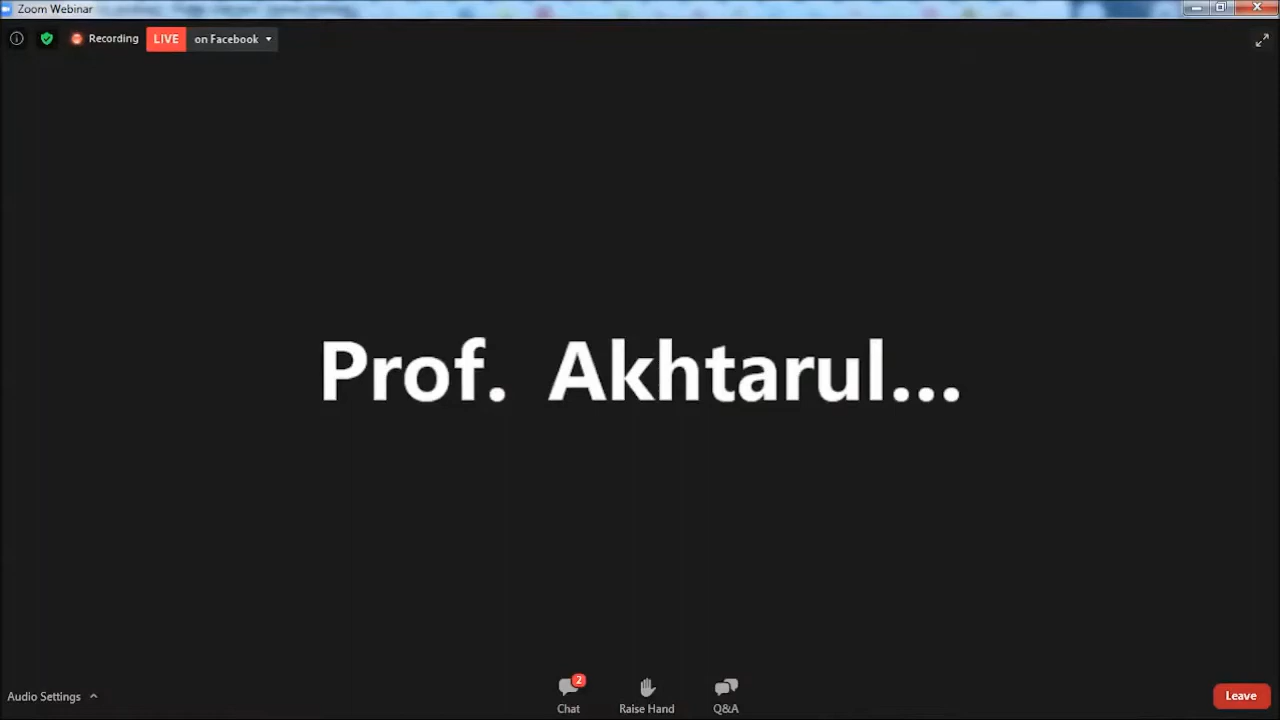 Zoom Webinar
Recording LIVE on Facebook
Prof. Akhtarul...
Audio Settings
2
Chat Raise Hand Q&A
Leave